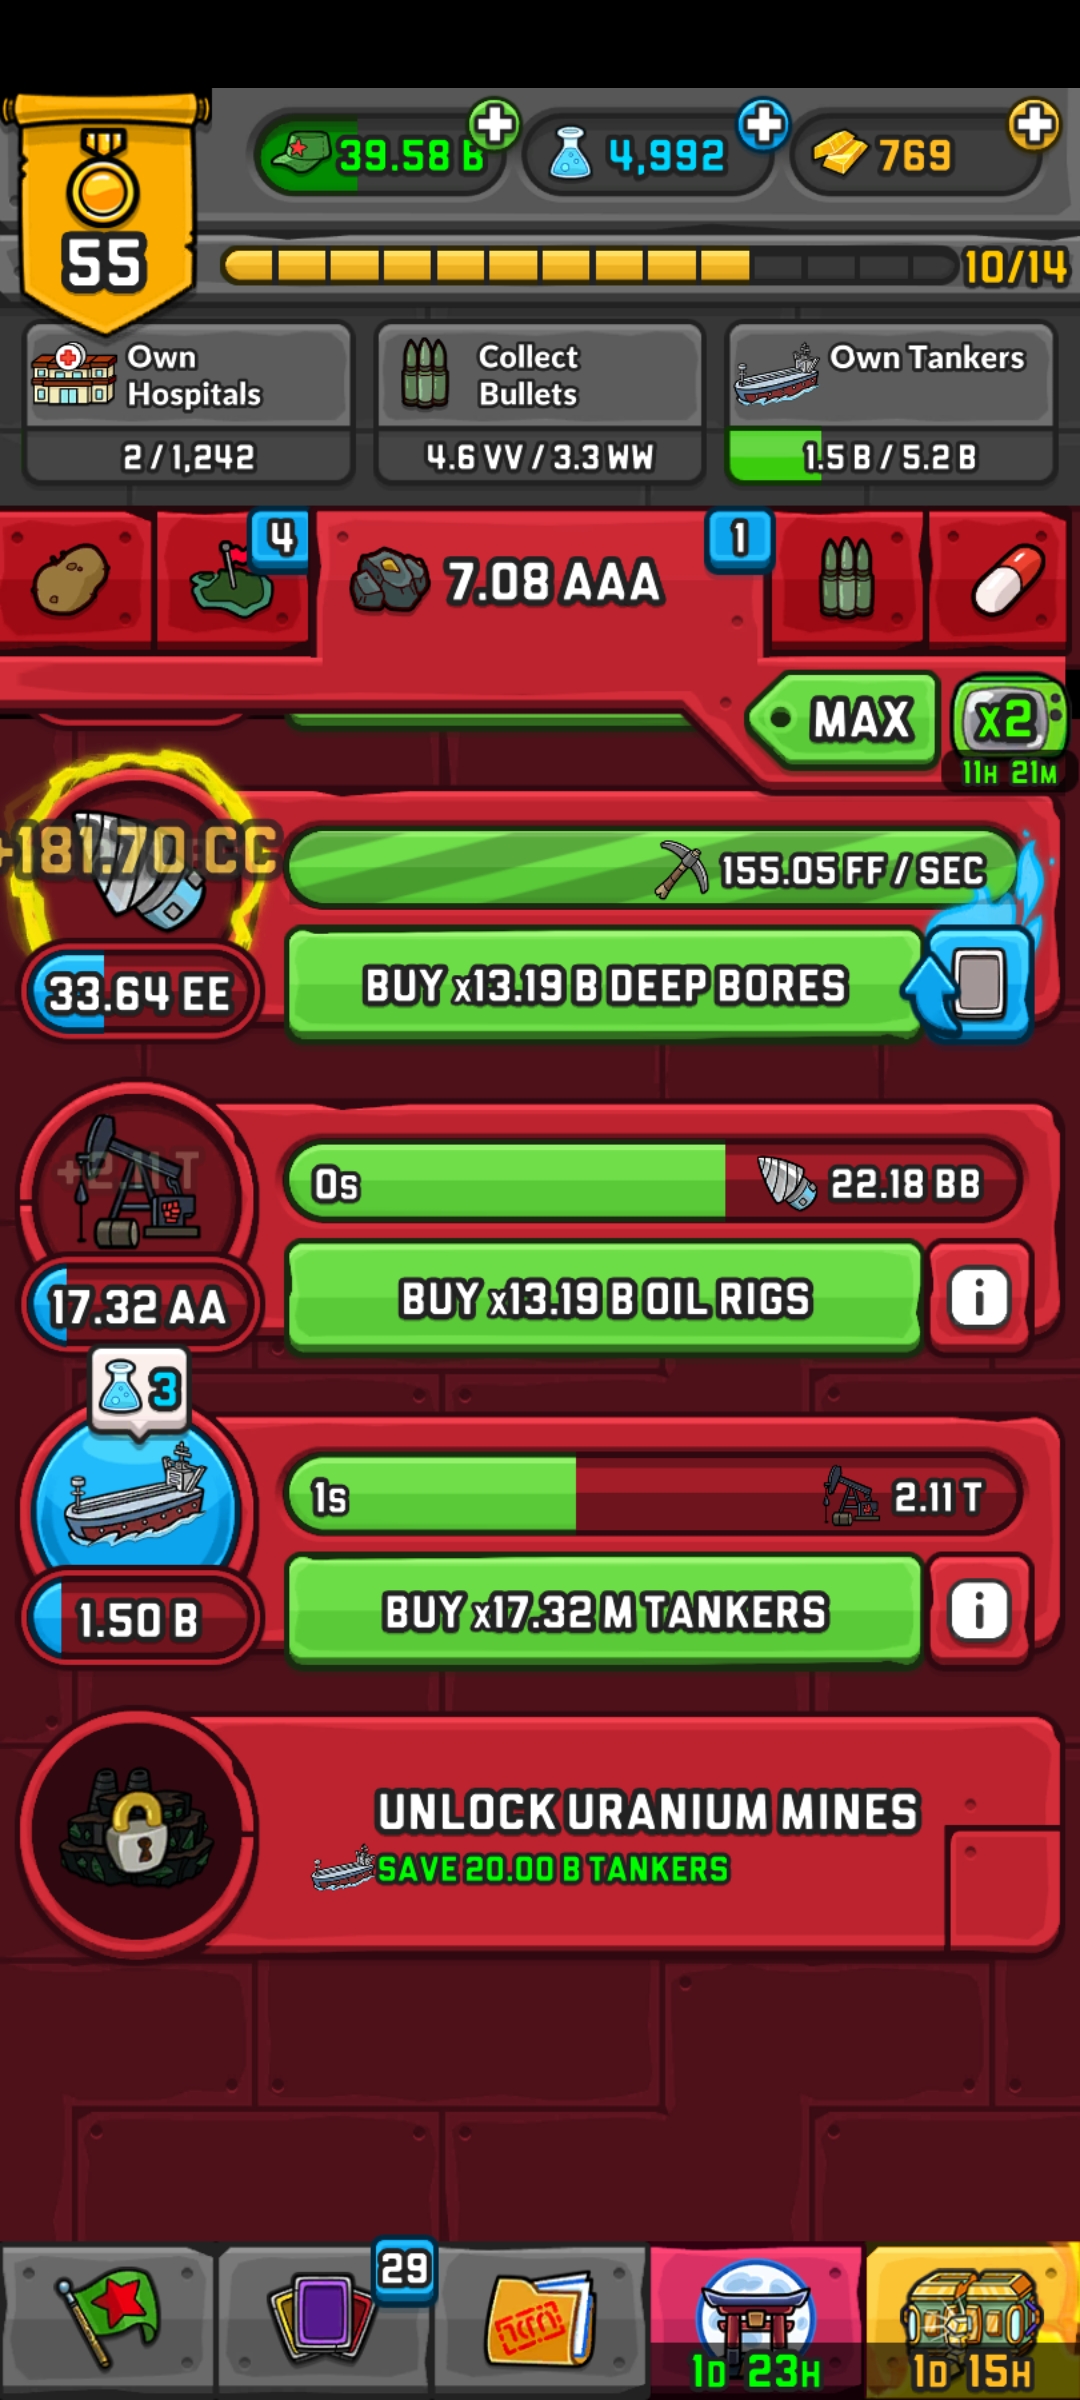 39.58 B
4,992
769
55
10/14
Own
Hospitals
2 / 1,242
Collect
Bullets
4.6 VV / 3.3 WW
Own Tankers
1.5 B / 5.2 B
4
7.08 AAA
1
MAX
x2
11H 21M
+181.70 CC
155.05 FF / SEC
33.64 EE
BUY x13.19 B DEEP BORES
+2.11 T
0s
22.18 BB
17.32 AA
BUY x13.19 B OIL RIGS
i
3
1s
2.11 T
1.50 B
BUY x17.32 M TANKERS
i
UNLOCK URANIUM MINES
SAVE 20.00 B TANKERS
29
1D 23H
1D 15H